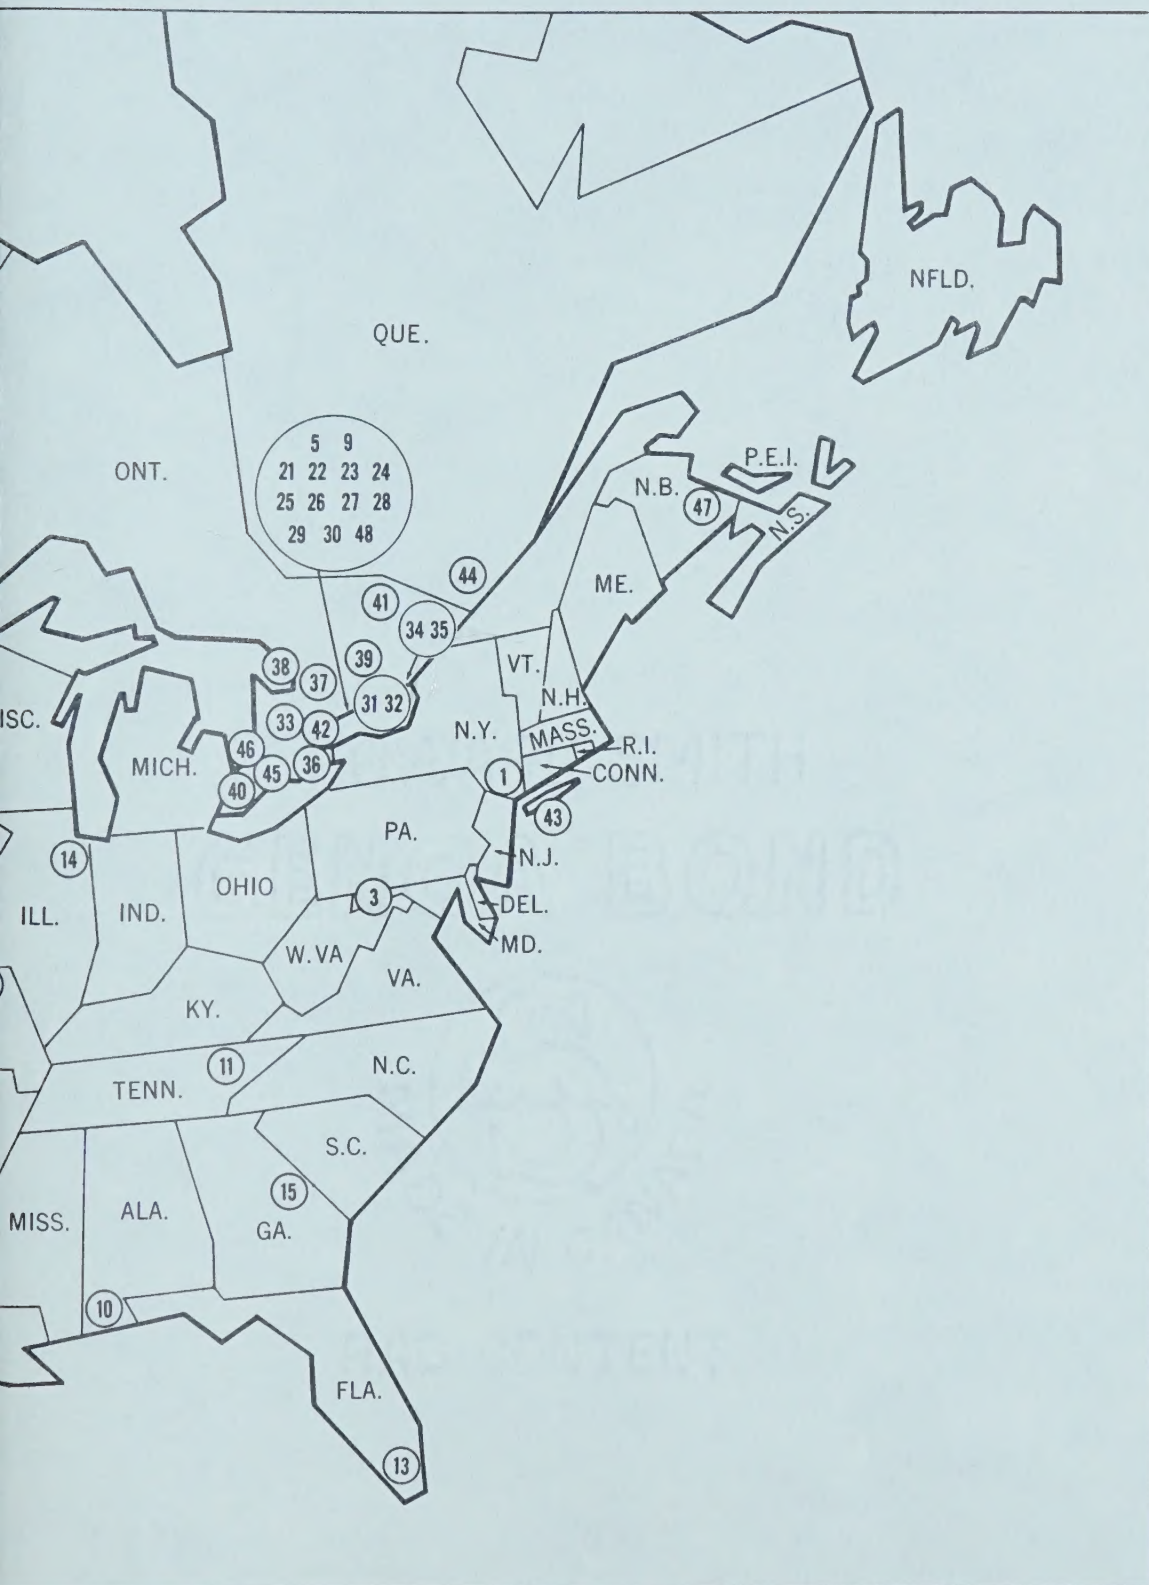 NFLD.
QUE.
5 9
21 22 23 24
25 26 27 28
29 30 48
ONT.
P.E.I.
N.B.
47
N.S.
44
ME.
41
34 35
VT.
39
38
37
31 32
N.H.
ISC.
33
42
N.Y.
MASS.
R.I.
46
MICH.
45
36
CONN.
1
40
43
PA.
14
N.J.
OHIO
3
DEL.
ILL.
IND.
MD.
W.VA
VA.
KY.
11
N.C.
TENN.
S.C.
15
MISS.
ALA.
GA.
10
FLA.
13